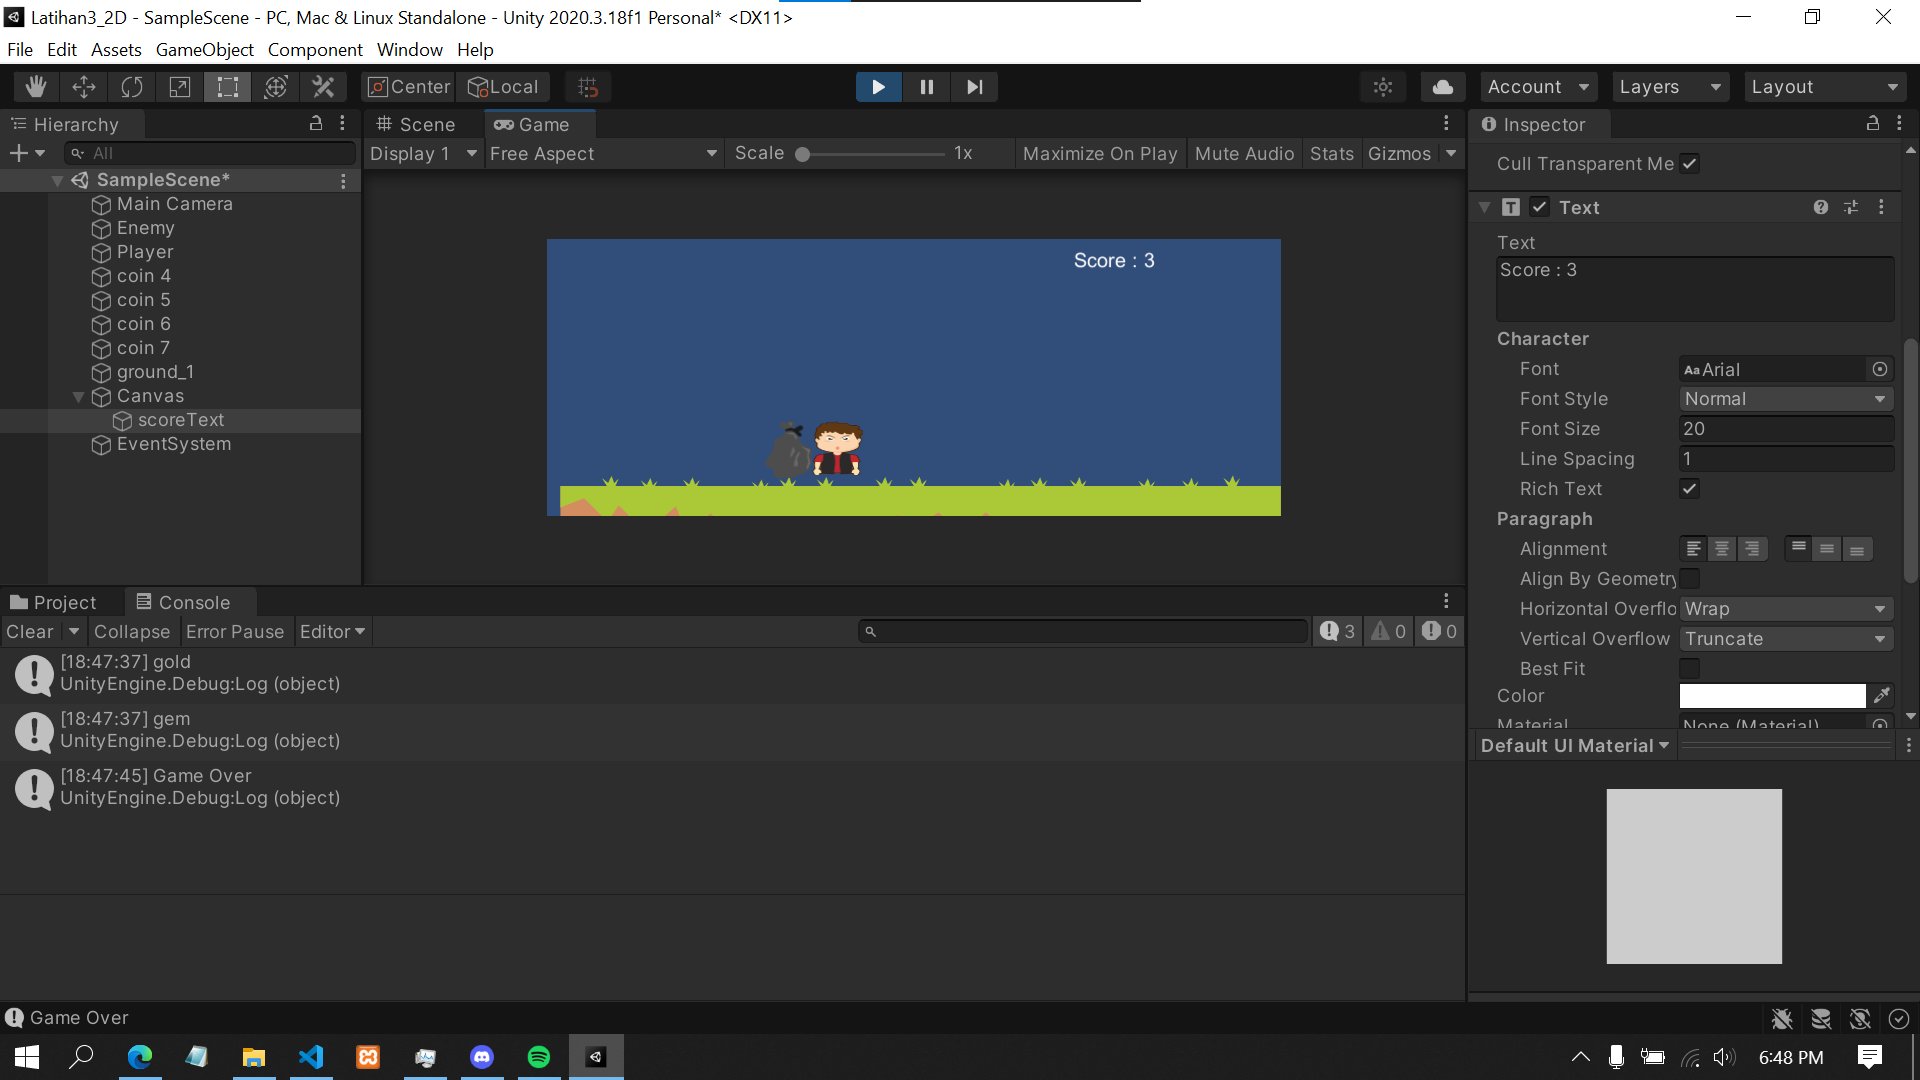 Latihan3_2D - SampleScene - PC, Mac & Linux Standalone - Unity 2020.3.18f1 Personal* <DX11>
File Edit Assets GameObject Component Window Help
Center Local Account Layers Layout
Hierarchy
All
SampleScene*
Main Camera
Enemy
Player
coin 4
coin 5
coin 6
coin 7
ground_1
Canvas
scoreText
EventSystem
Scene Game
Display 1 Free Aspect Scale 1x Maximize On Play Mute Audio Stats Gizmos
Score : 3
Inspector
Cull Transparent Me
T Text
Text
Score : 3
Character
Font Aa Arial
Font Style Normal
Font Size 20
Line Spacing 1
Rich Text
Paragraph
Alignment
Align By Geometry
Horizontal Overflo Wrap
Vertical Overflow Truncate
Best Fit
Color
Material None (Material)
Default UI Material
Project Console
Clear Collapse Error Pause Editor 3 0 0
[18:47:37] gold
UnityEngine.Debug:Log (object)
[18:47:37] gem
UnityEngine.Debug:Log (object)
[18:47:45] Game Over
UnityEngine.Debug:Log (object)
Game Over
6:48 PM